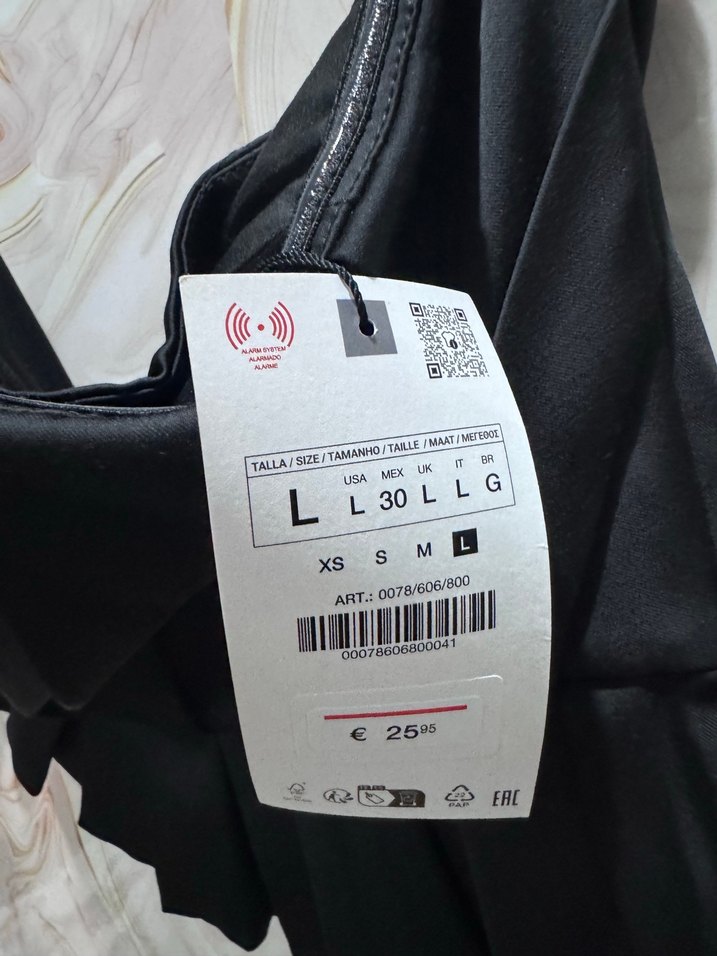 ALARM SYSTEM
ALARMADO
ALARME
TALLA / SIZE / TAMANHO / TAILLE / MAAT / ΜΕΓΕΘΟΣ
USA MEX UK IT BR
L L 30 L L G
XS S M L
ART.: 0078/606/800
00078606800041
€ 25 95
22
PAP
EAC